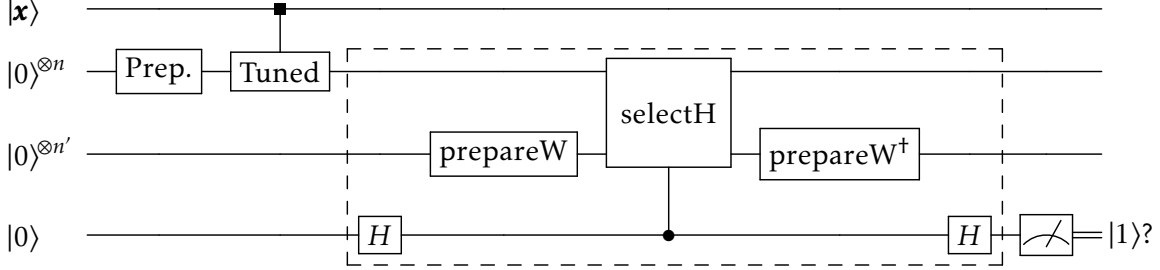 |x⟩
|0⟩⊗n Prep. Tuned
selectH
|0⟩⊗n′ prepareW prepareW†
|0⟩ H H |1⟩?